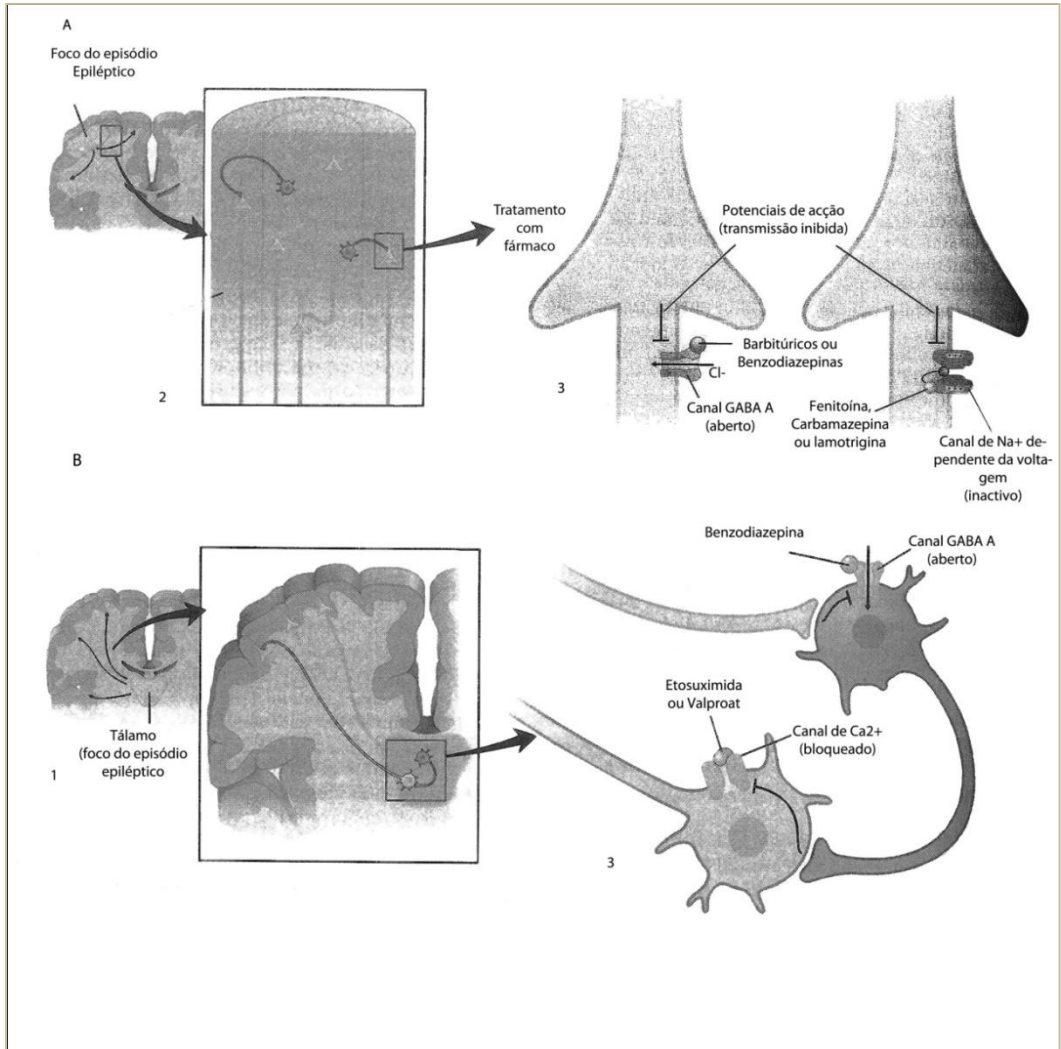 A
Foco do episódio
Epiléptico
2
Tratamento
com
fármaco
Potenciais de acção
(transmissão inibida)
Barbitúricos ou
Benzodiazepinas
Cl-
Canal GABA A
(aberto)
3
Fenitoína,
Carbamazepina
ou lamotrigina
Canal de Na+ de-
pendente da volta-
gem
(inactivo)
B
Tálamo
(foco do episódio
epiléptico
1
Benzodiazepina
Canal GABA A
(aberto)
Etosuximida
ou Valproat
Canal de Ca2+
(bloqueado)
3